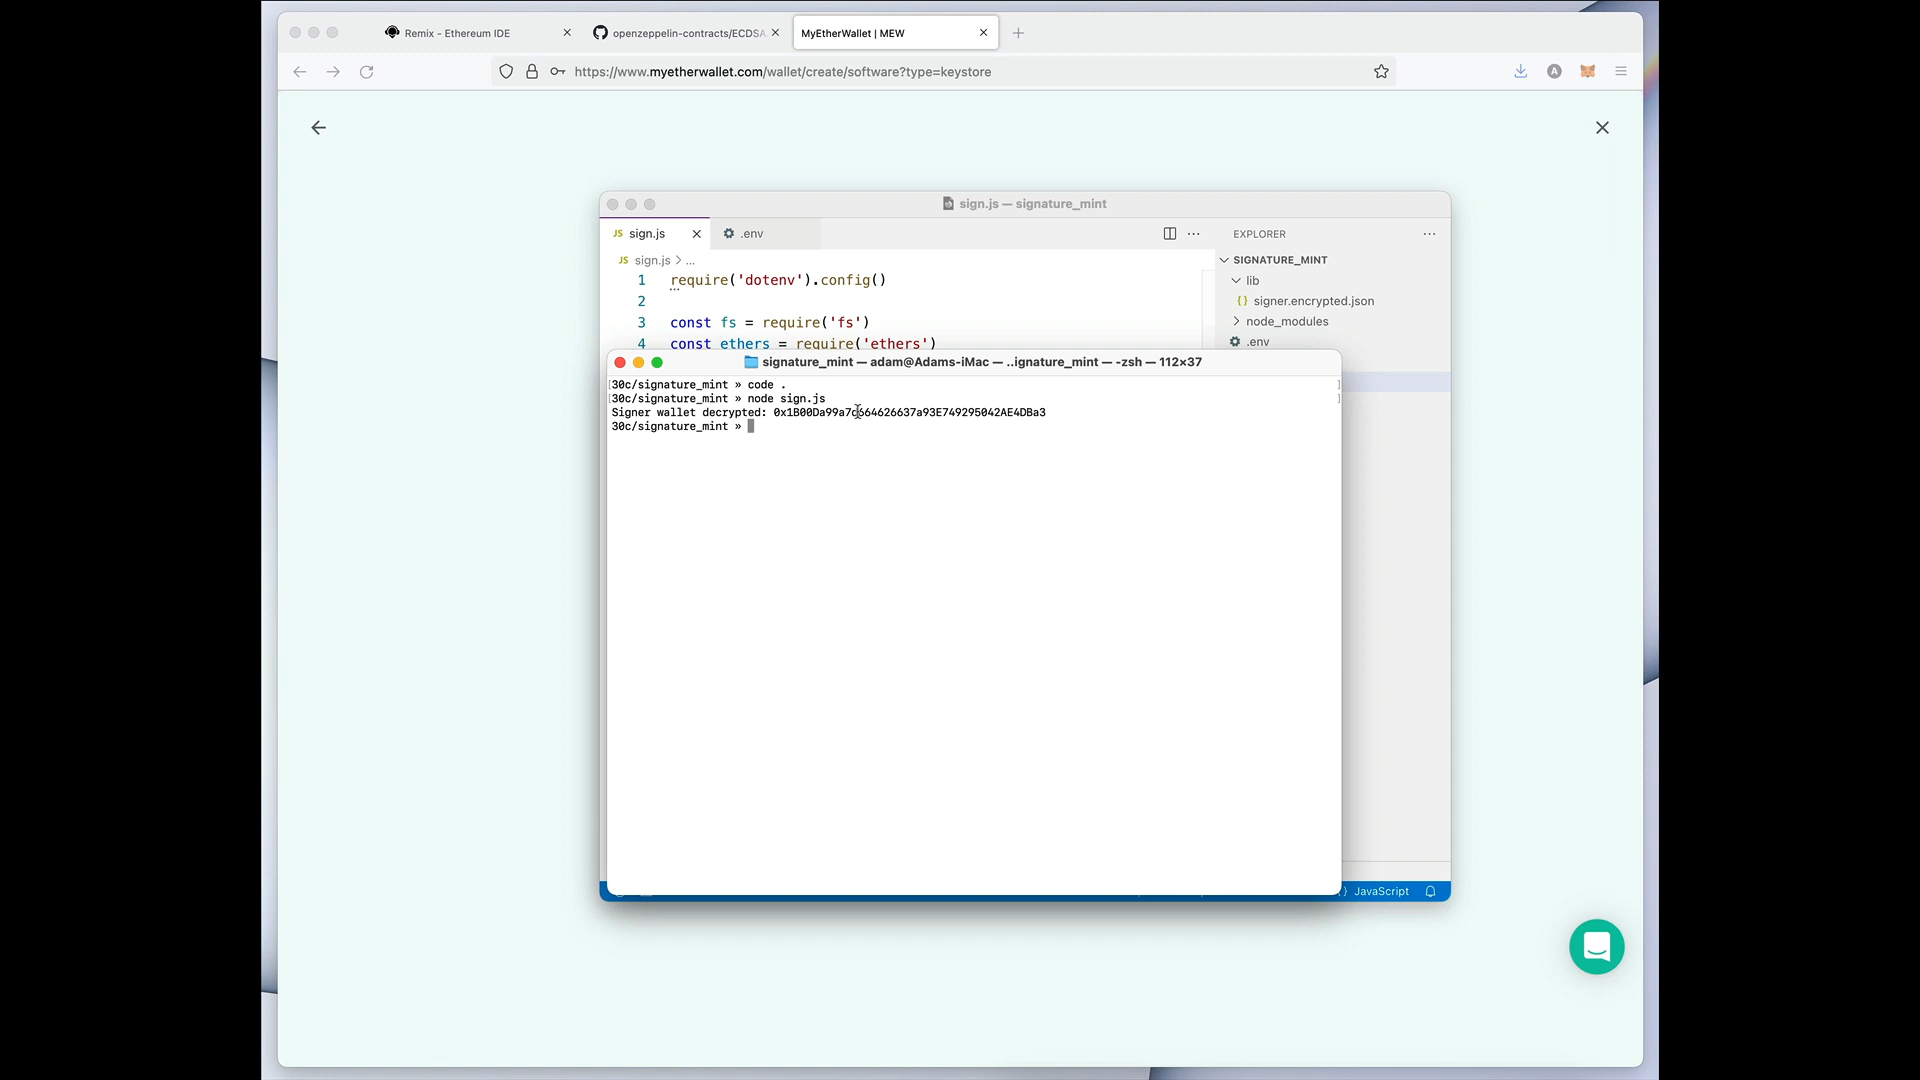 Remix - Ethereum IDE
openzeppelin-contracts/ECDSA
MyEtherWallet | MEW
https://www.myetherwallet.com/wallet/create/software?type=keystore
A
sign.js — signature_mint
JS sign.js
.env
EXPLORER
JS sign.js > ...
SIGNATURE_MINT
1 require('dotenv').config()
lib
2
{} signer.encrypted.json
3 const fs = require('fs')
node_modules
4 const ethers = require('ethers')
.env
signature_mint — adam@Adams-iMac — ..ignature_mint — -zsh — 112×37
[30c/signature_mint » code . ]
[30c/signature_mint » node sign.js ]
Signer wallet decrypted: 0x1B00Da99a7d664626637a93E749295042AE4DBa3
30c/signature_mint »
JavaScript